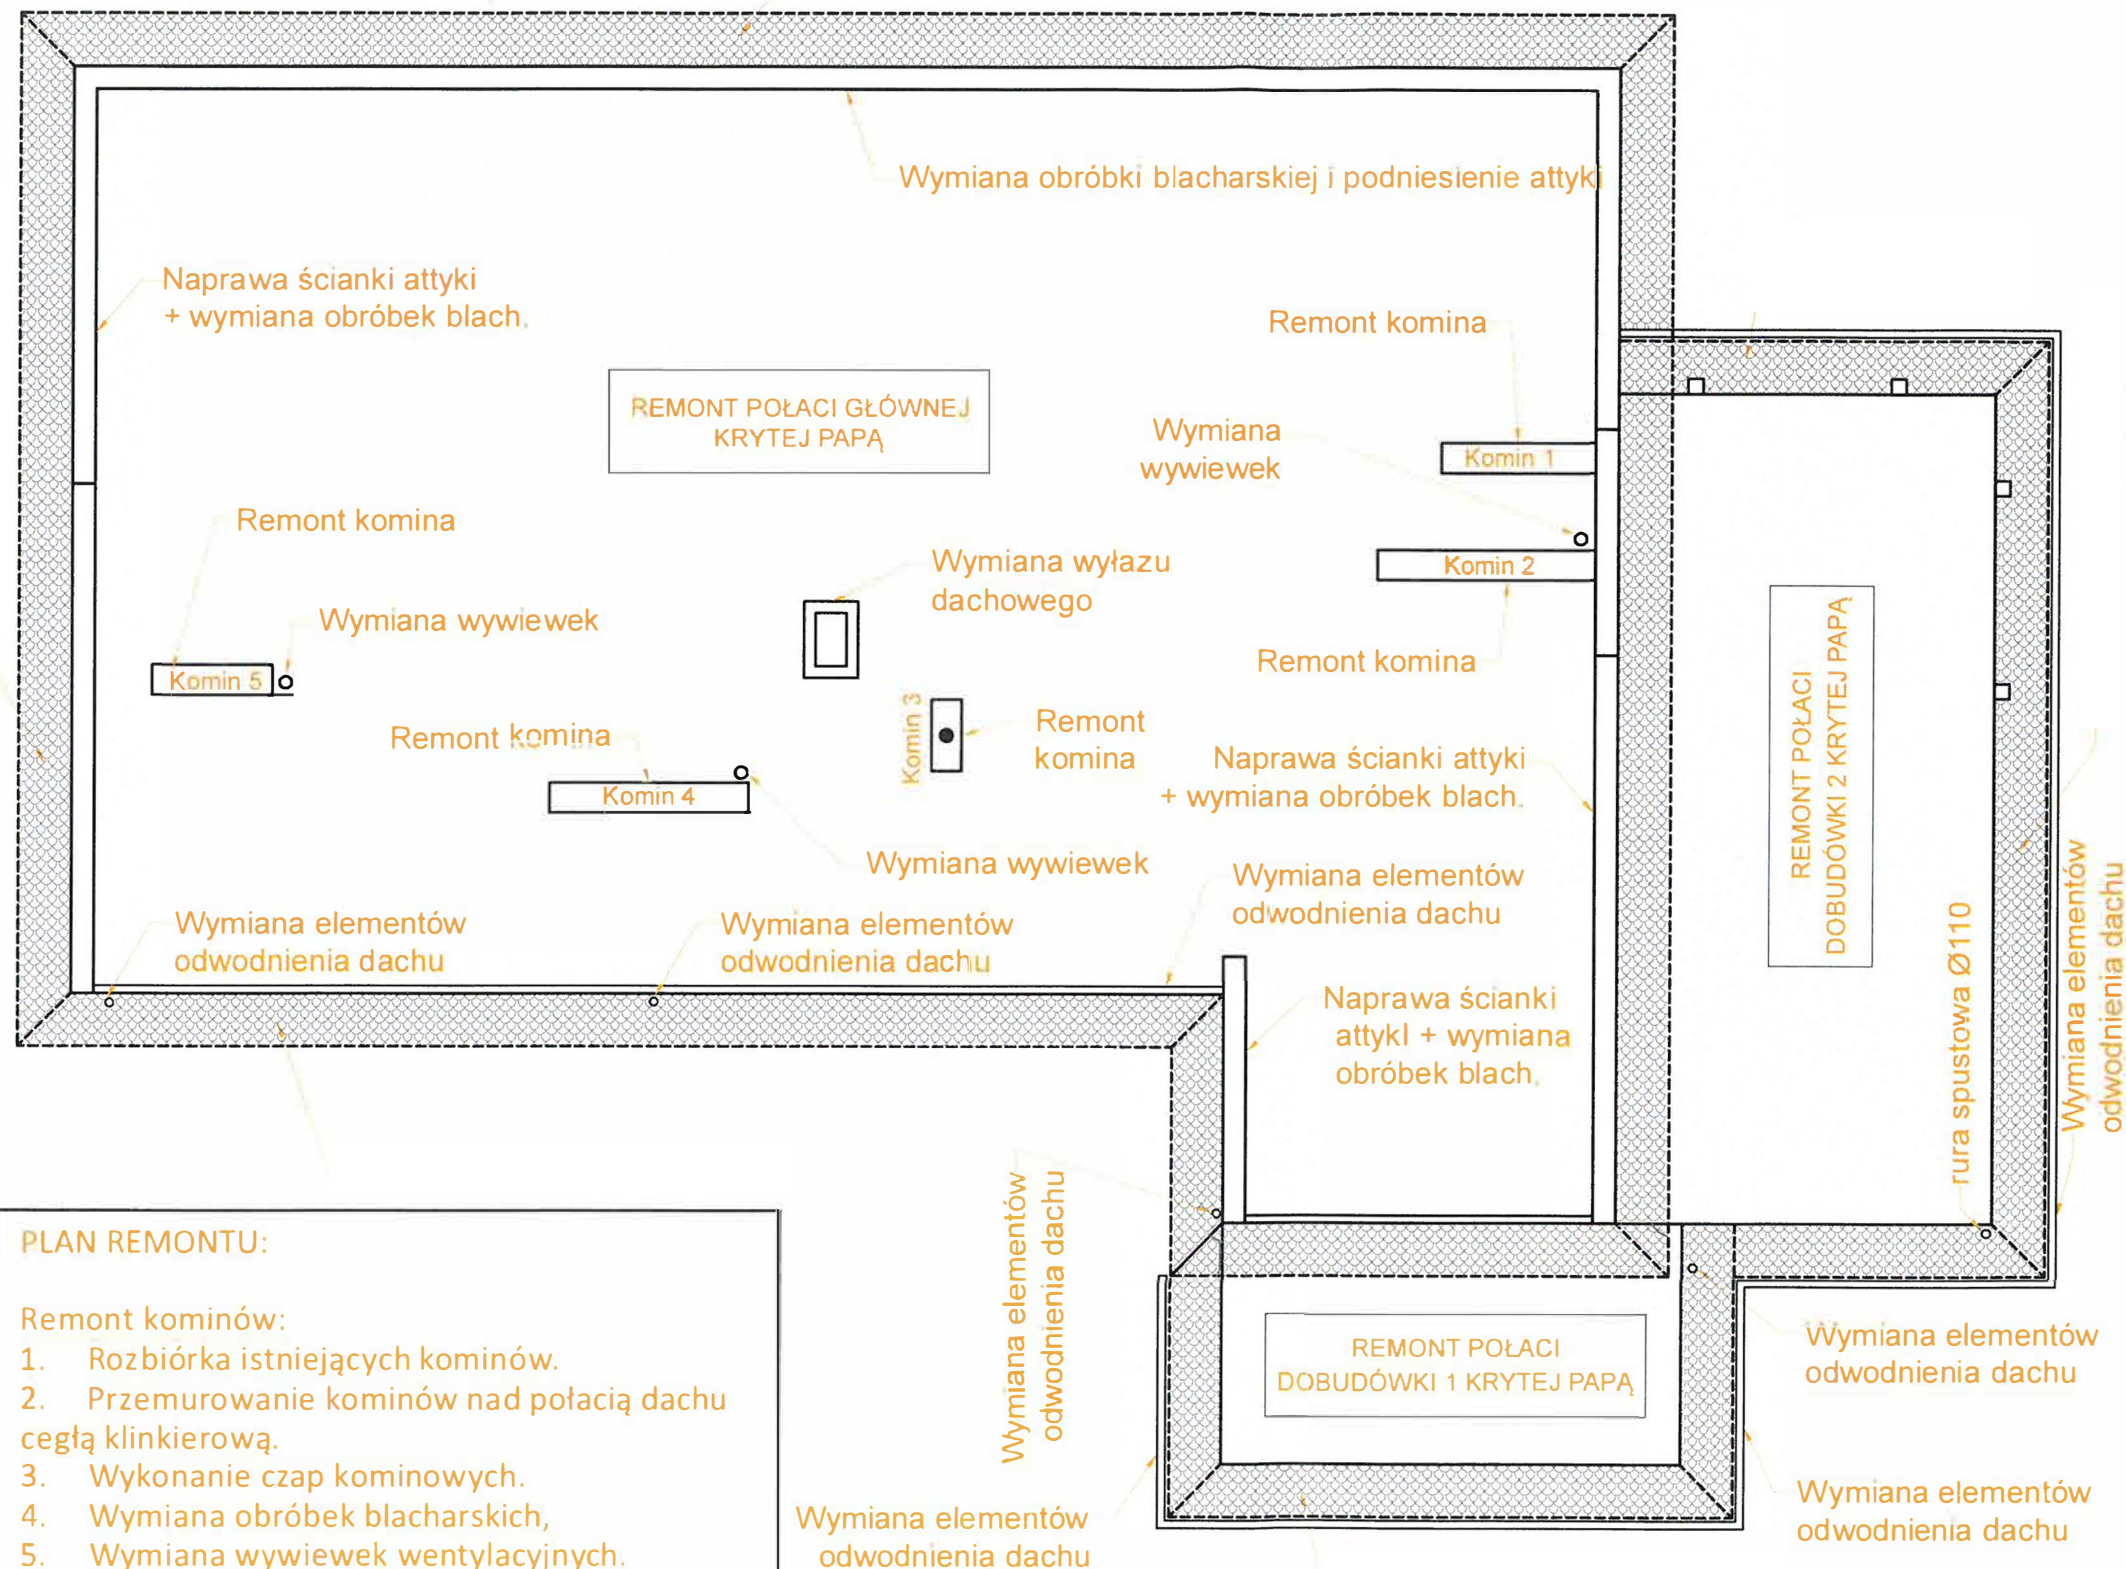 Wymiana obróbki blacharskiej i podniesienie attyki
Naprawa ścianki attyki
+ wymiana obróbek blach.
Remont komina
REMONT POŁACI GŁÓWNEJ
KRYTEJ PAPĄ
Wymiana
wywiewek
Komin 1
Remont komina
Wymiana wyłazu
dachowego
Komin 2
Wymiana wywiewek
Remont komina
Komin 5
Remont komina
Komin 3
Remont
komina
Naprawa ścianki attyki
+ wymiana obróbek blach.
Komin 4
Wymiana wywiewek
REMONT POŁACI
DOBUDÓWKI 2 KRYTEJ PAPĄ
Wymiana elementów
odwodnienia dachu
Wymiana elementów
odwodnienia dachu
Wymiana elementów
odwodnienia dachu
Naprawa ścianki
attyki + wymiana
obróbek blach.
rura spustowa Ø110
Wymiana elementów
odwodnienia dachu
Wymiana elementów
odwodnienia dachu
REMONT POŁACI
DOBUDÓWKI 1 KRYTEJ PAPĄ
Wymiana elementów
odwodnienia dachu
Wymiana elementów
odwodnienia dachu
Wymiana elementów
odwodnienia dachu
PLAN REMONTU:
Remont kominów:
1. Rozbiórka istniejących kominów.
2. Przemurowanie kominów nad połacią dachu
cegłą klinkierową.
3. Wykonanie czap kominowych.
4. Wymiana obróbek blacharskich,
5. Wymiana wywiewek wentylacyjnych.